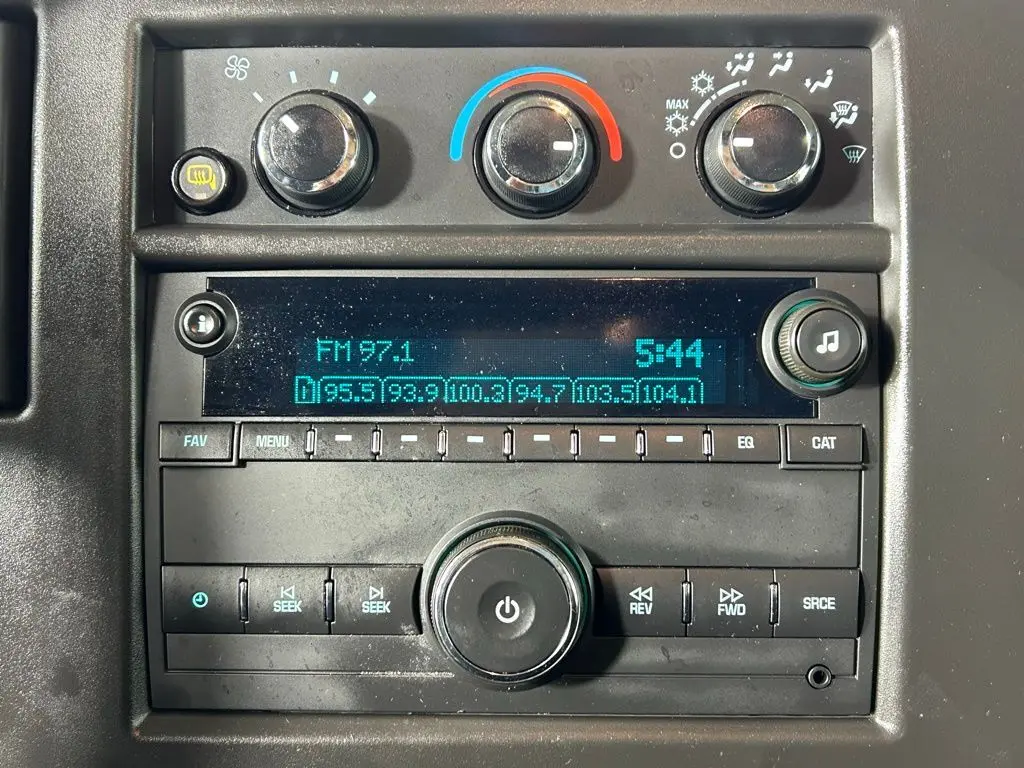 MAX
FM 97.1 5:44
95.5 93.9 100.3 94.7 103.5 104.1
FAV MENU EQ CAT
SEEK SEEK REV FWD SRCE